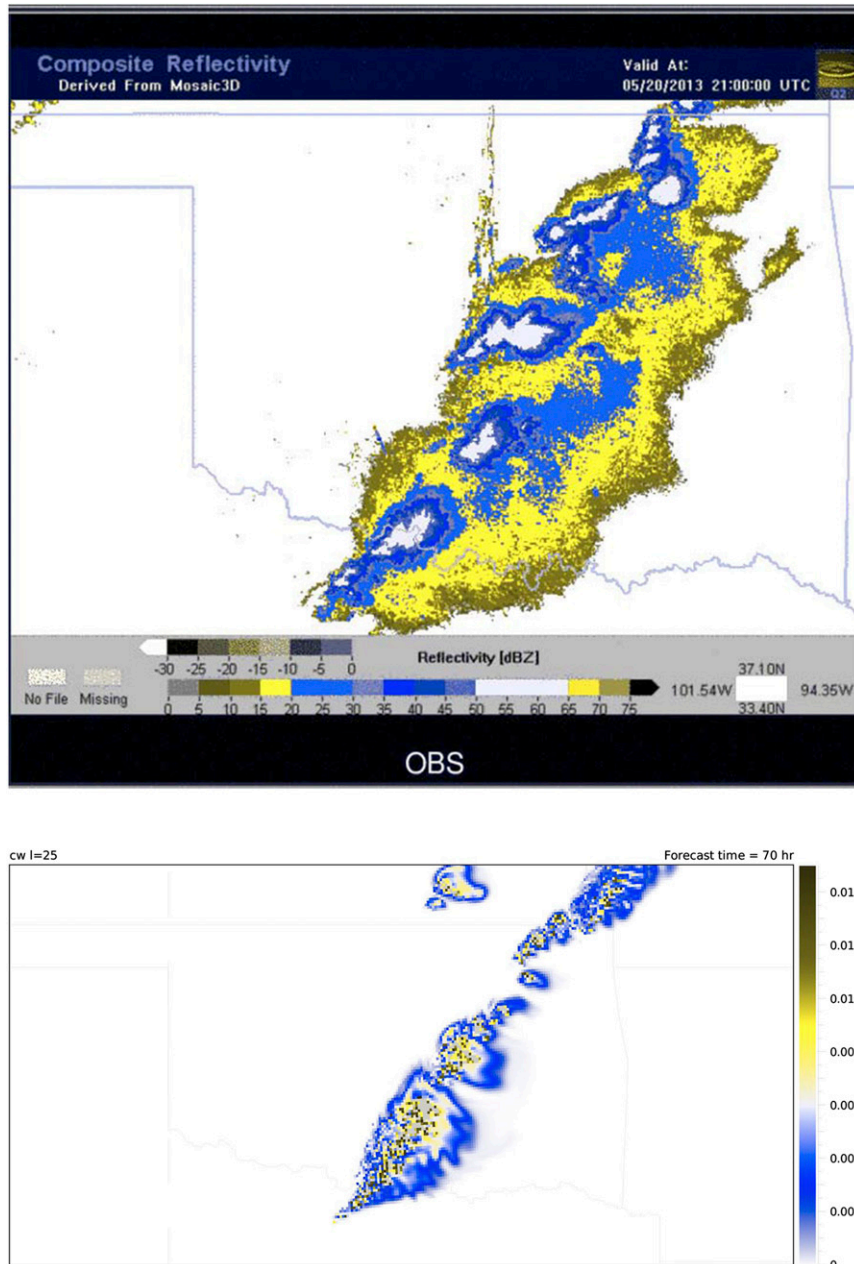 Composite Reflectivity
Derived From Mosaic3D
Valid At:
05/20/2013 21:00:00 UTC
Q2
-30 -25 -20 -15 -10 -5 0
Reflectivity [dBZ]
No File Missing
0 5 10 15 20 25 30 35 40 45 50 55 60 65 70 75
37.10N
101.54W 94.35W
33.40N
OBS
cw l=25 Forecast time = 70 hr
0.01
0.01
0.01
0.00
0.00
0.00
0.00
0